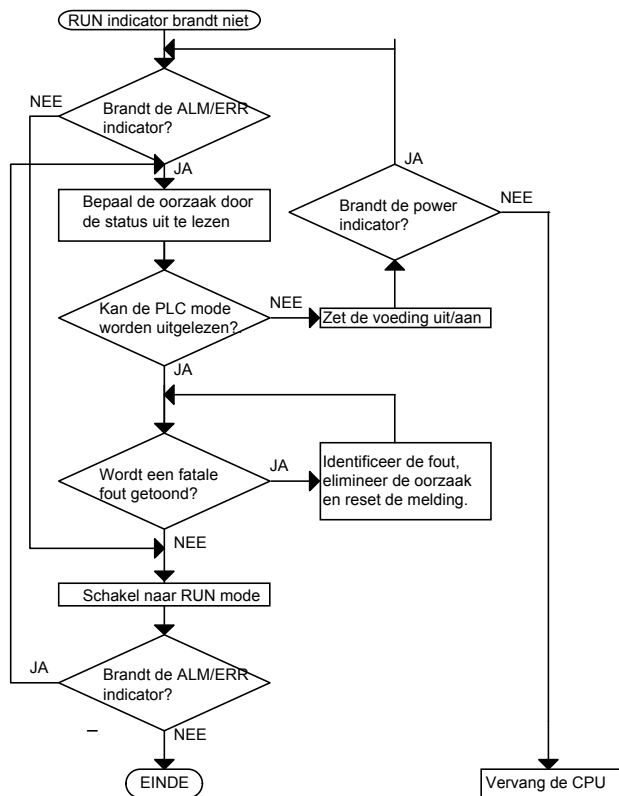 RUN indicator brandt niet
NEE
Brandt de ALM/ERR
indicator?
JA
Bepaal de oorzaak door
de status uit te lezen
JA
Brandt de power
indicator?
NEE
Kan de PLC mode
worden uitgelezen?.
NEE
Zet de voeding uit/aan
JA
Wordt een fatale
fout getoond?
JA
Identificeer de fout,
elimineer de oorzaak
en reset de melding.
NEE
Schakel naar RUN mode
JA
Brandt de ALM/ERR
indicator?
NEE
EINDE
Vervang de CPU